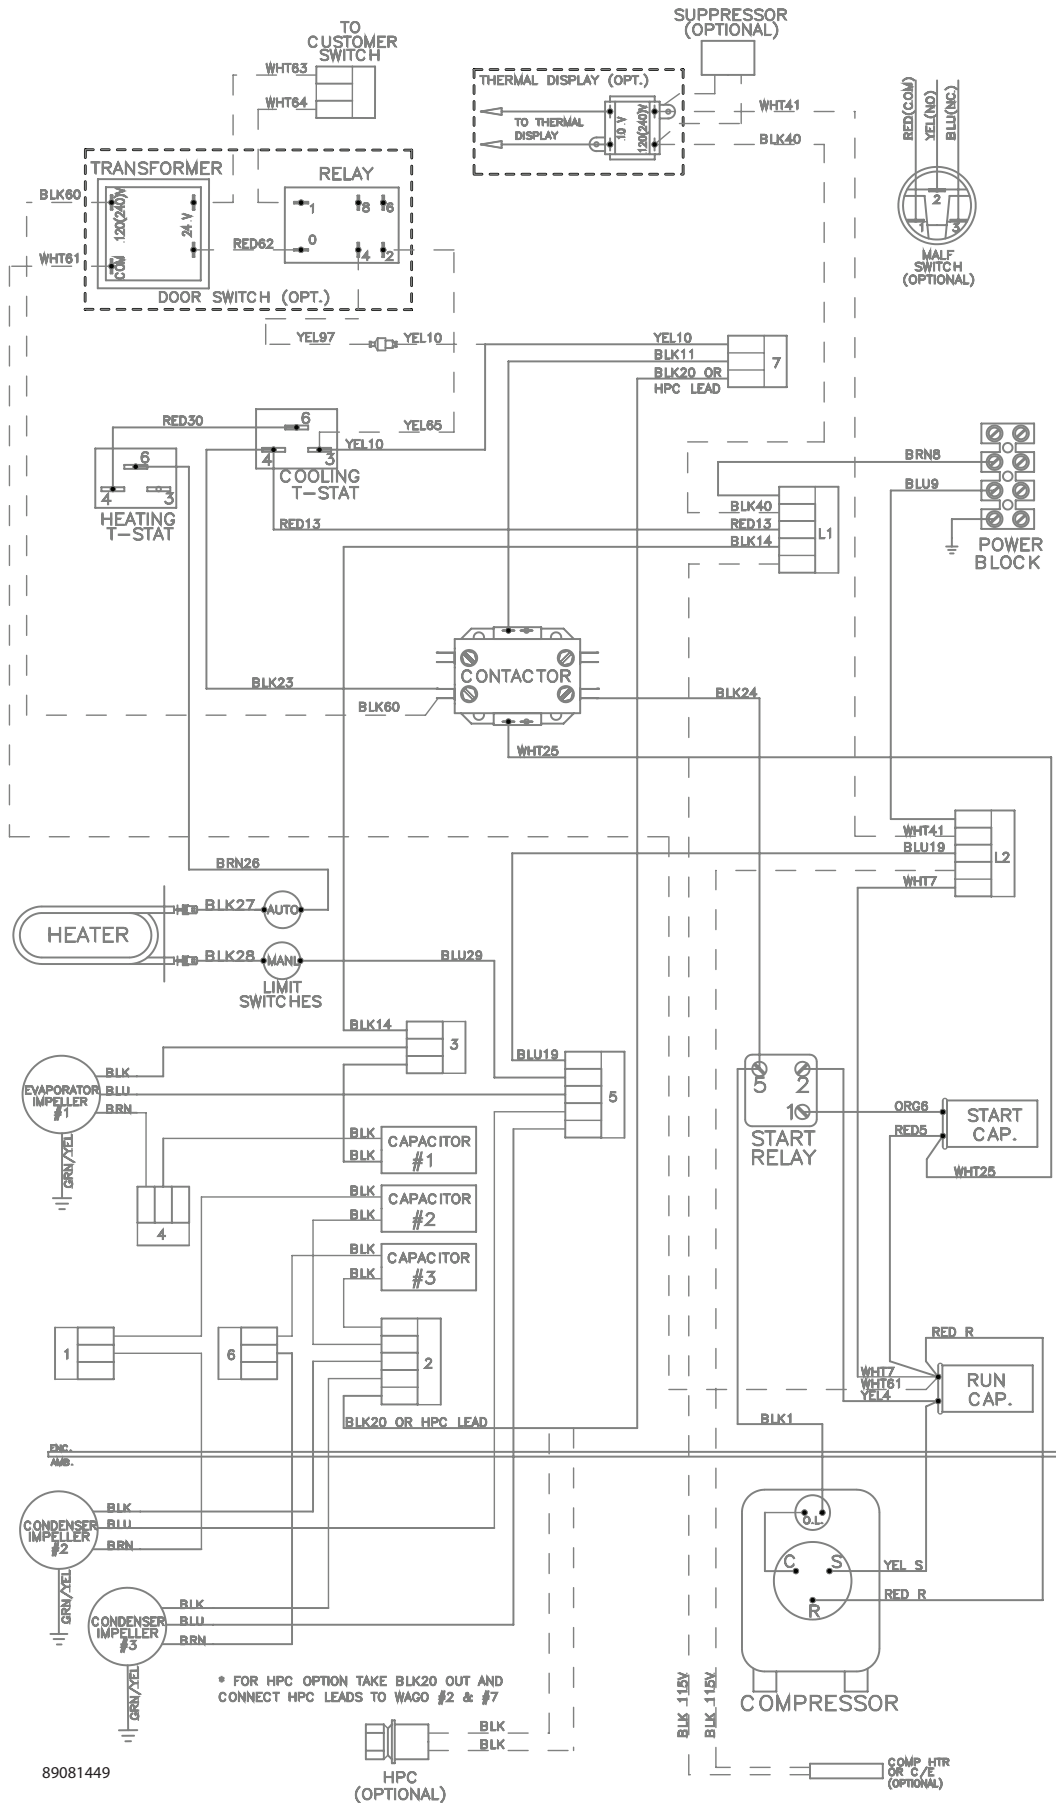 TO
CUSTOMER
SWITCH
WHT63
WHT64
SUPPRESSOR
(OPTIONAL)
THERMAL DISPLAY (OPT.)
TO THERMAL
DISPLAY
.10 .V
120(240)V
WHT41
BLK40
RED(COM)
YEL(NO)
BLU(NC)
1
2
3
MALF
SWITCH
(OPTIONAL)
TRANSFORMER
RELAY
BLK60
120(240)V
24 V
COM
WHT61
RED62
1
0
8
6
4
2
DOOR SWITCH (OPT.)
YEL97
YEL10
YEL10
BLK11
BLK20 OR
HPC LEAD
7
RED30
6
4
3
COOLING
T-STAT
YEL65
YEL10
6
4
3
HEATING
T-STAT
BRN8
BLU9
POWER
BLOCK
BLK40
RED13
RED13
BLK14
L1
CONTACTOR
BLK23
BLK60
BLK24
WHT25
BRN26
WHT41
BLU19
WHT7
L2
HEATER
BLK27
AUTO
BLK28
MANL
LIMIT
SWITCHES
BLU29
BLK14
3
BLU19
5
EVAPORATOR
IMPELLER
#1
BLK
BLU
BRN
GRN/YEL
4
BLK
BLK
CAPACITOR
#1
BLK
BLK
CAPACITOR
#2
BLK
BLK
CAPACITOR
#3
5
2
1
START
RELAY
ORG6
RED5
START
CAP.
WHT25
1
6
2
BLK20 OR HPC LEAD
RED R
WHT7
WHT61
YEL4
RUN
CAP.
BLK1
ENC.
AMB.
CONDENSER
IMPELLER
#2
BLK
BLU
BRN
GRN/YEL
CONDENSER
IMPELLER
#3
BLK
BLU
BRN
GRN/YEL
O.L.
C
S
R
YEL S
RED R
COMPRESSOR
* FOR HPC OPTION TAKE BLK20 OUT AND
CONNECT HPC LEADS TO WAGO #2 & #7
BLK
BLK
HPC
(OPTIONAL)
BLK 115V
BLK 115V
COMP HTR
OR C/E
(OPTIONAL)
89081449